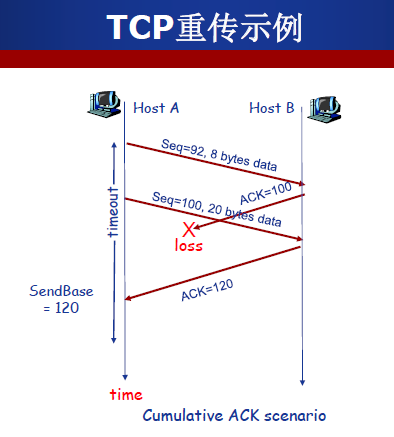 TCP重传示例
Host A
Host B
Seq=92, 8 bytes data
ACK=100
Seq=100, 20 bytes data
timeout
X
loss
ACK=120
SendBase
= 120
time
Cumulative ACK scenario